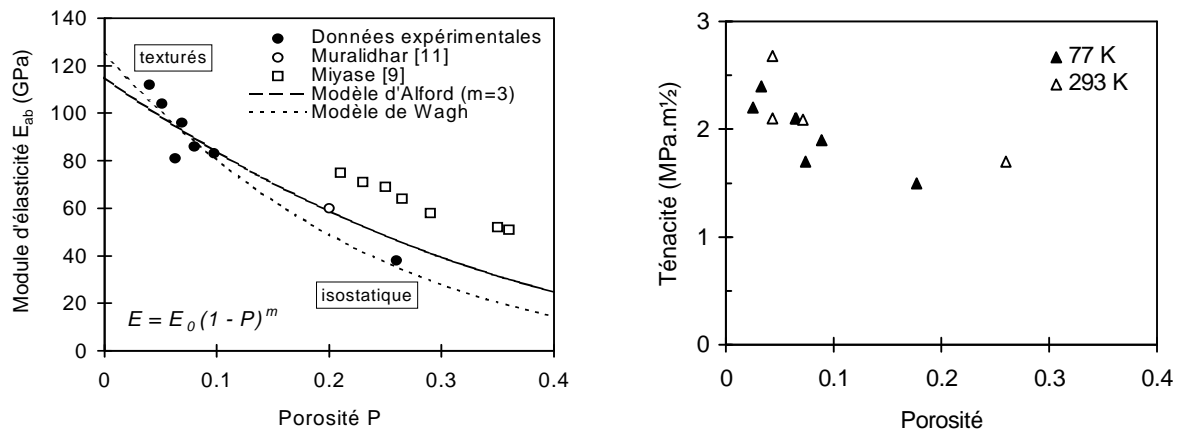 140
120
100
80
60
40
20
0
Module d'élasticité E_ab (GPa)
texturés
Données expérimentales
Muralidhar [11]
Miyase [9]
Modèle d'Alford (m=3)
Modèle de Wagh
isostatique
E = E_0 (1 - P)^m
0 0.1 0.2 0.3 0.4
Porosité P
3
2
1
0
Ténacité (MPa.m½)
77 K
293 K
0 0.1 0.2 0.3 0.4
Porosité